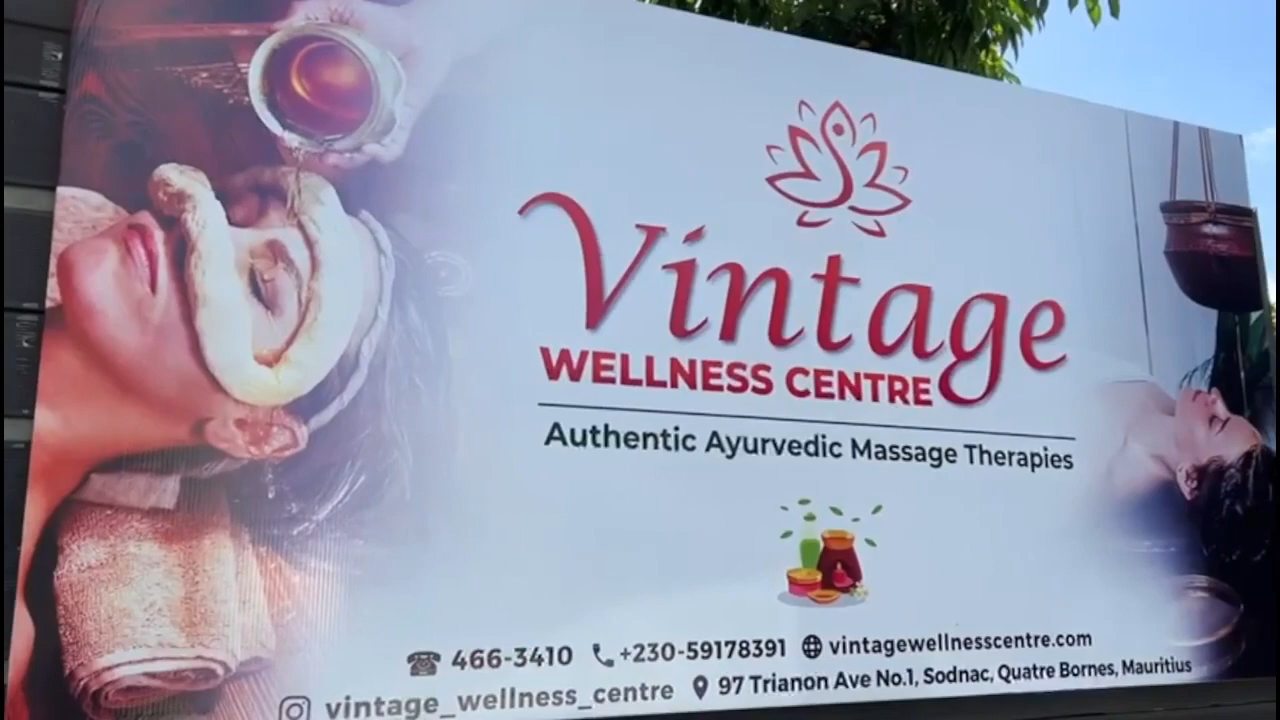 Vintage
WELLNESS CENTRE
Authentic Ayurvedic Massage Therapies
466-3410 +230-59178391 vintagewellnesscentre.com
vintage_wellness_centre 97 Trianon Ave No.1, Sodnac, Quatre Bornes, Mauritius